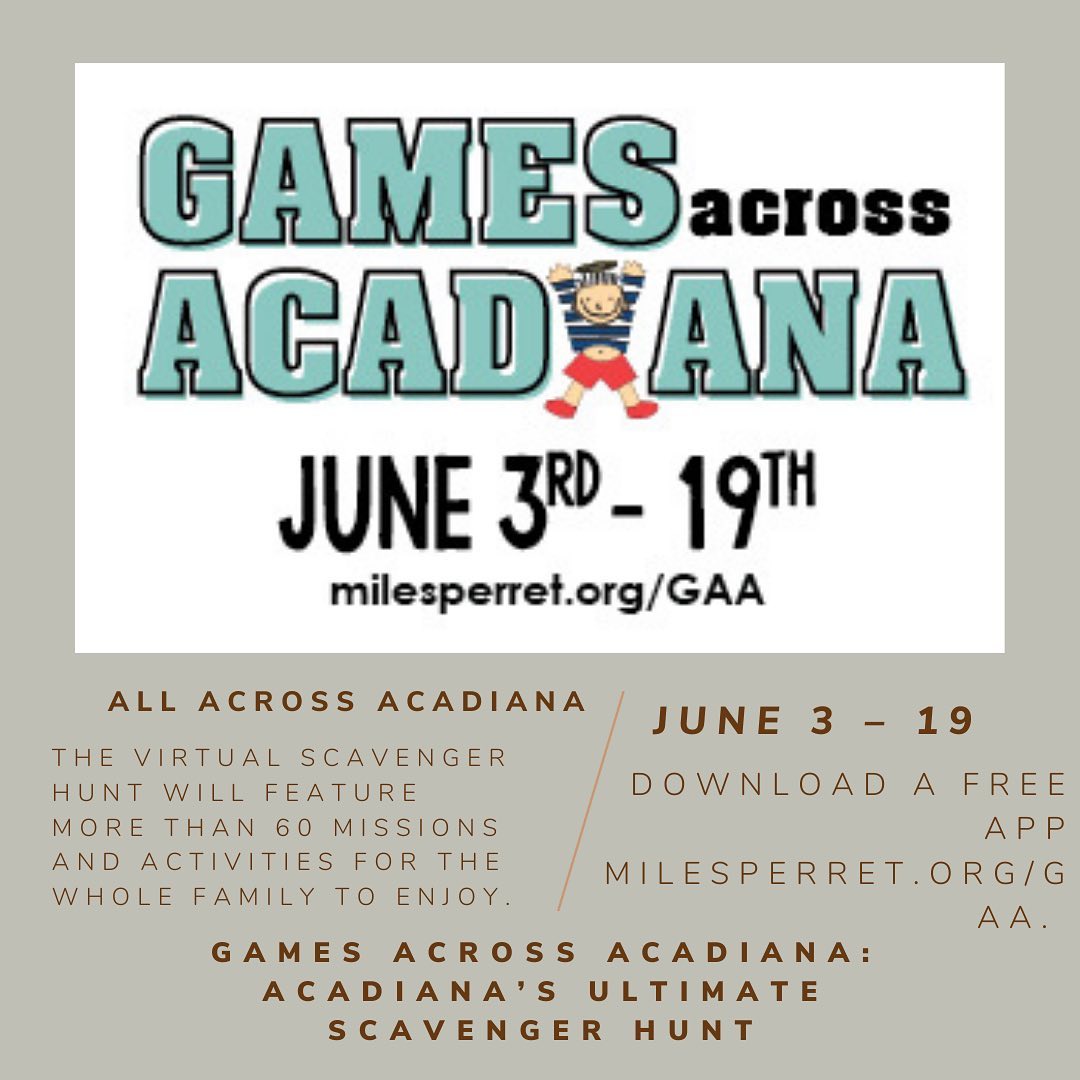 GAMES across
ACADIANA
JUNE 3RD - 19TH
milesperret.org/GAA
ALL ACROSS ACADIANA
THE VIRTUAL SCAVENGER
HUNT WILL FEATURE
MORE THAN 60 MISSIONS
AND ACTIVITIES FOR THE
WHOLE FAMILY TO ENJOY.
JUNE 3 – 19
DOWNLOAD A FREE
APP
MILESPERRET.ORG/G
AA.
GAMES ACROSS ACADIANA:
ACADIANA’S ULTIMATE
SCAVENGER HUNT